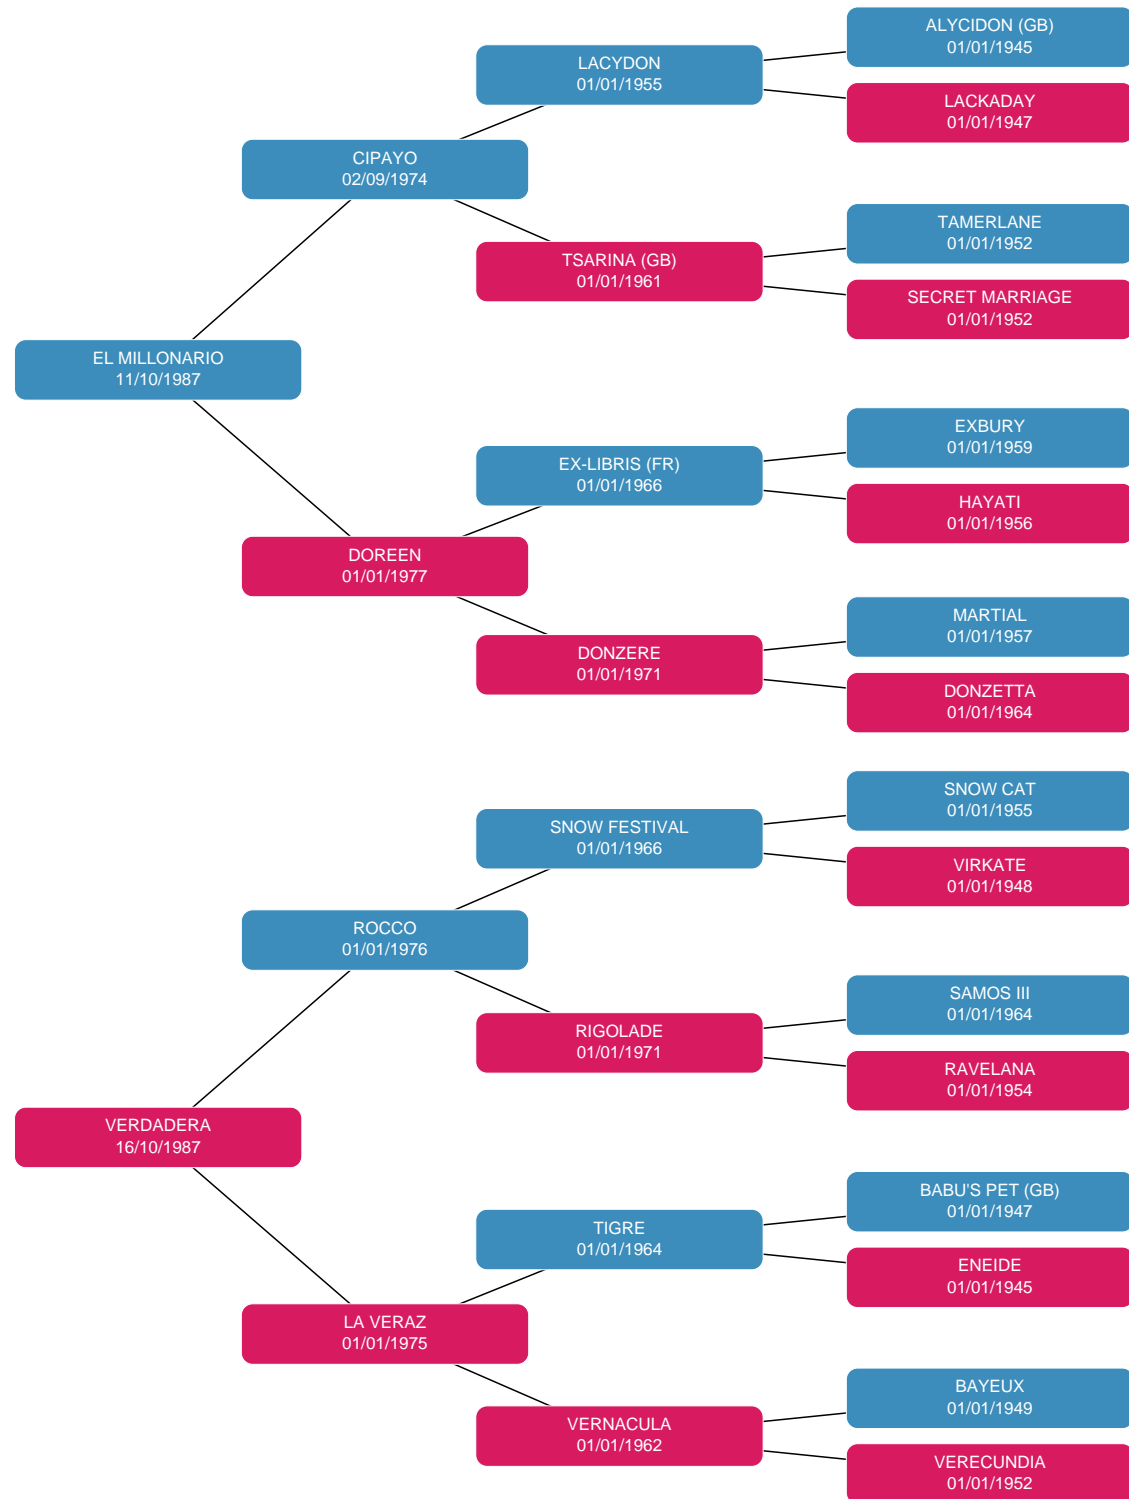 ALYCIDON (GB)
01/01/1945
LACYDON
01/01/1955
LACKADAY
01/01/1947
CIPAYO
02/09/1974
TAMERLANE
01/01/1952
TSARINA (GB)
01/01/1961
SECRET MARRIAGE
01/01/1952
EL MILLONARIO
11/10/1987
EXBURY
01/01/1959
EX-LIBRIS (FR)
01/01/1966
HAYATI
01/01/1956
DOREEN
01/01/1977
MARTIAL
01/01/1957
DONZERE
01/01/1971
DONZETTA
01/01/1964
SNOW CAT
01/01/1955
SNOW FESTIVAL
01/01/1966
VIRKATE
01/01/1948
ROCCO
01/01/1976
SAMOS III
01/01/1964
RIGOLADE
01/01/1971
RAVELANA
01/01/1954
VERDADERA
16/10/1987
BABU'S PET (GB)
01/01/1947
TIGRE
01/01/1964
ENEIDE
01/01/1945
LA VERAZ
01/01/1975
BAYEUX
01/01/1949
VERNACULA
01/01/1962
VERECUNDIA
01/01/1952